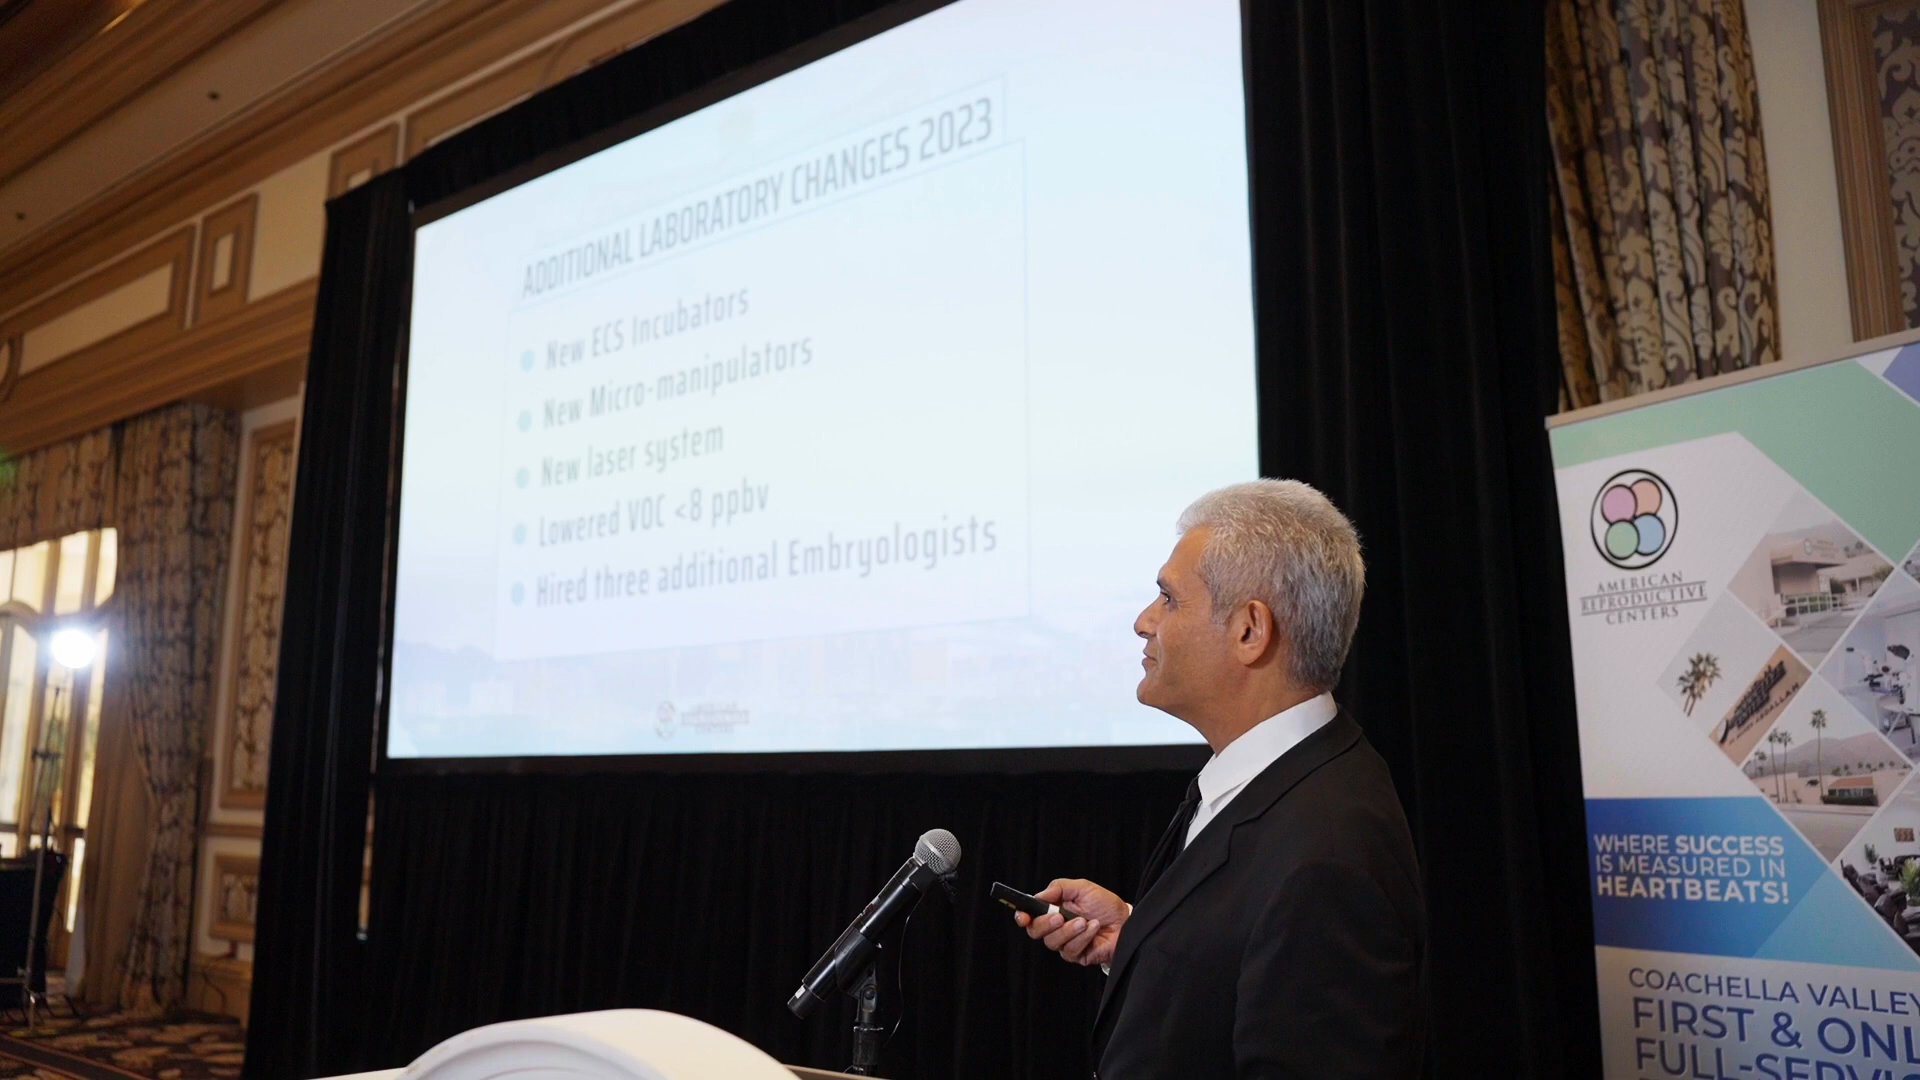 ADDITIONAL LABORATORY CHANGES 2023
New ECS Incubators
New Micro-manipulators
New laser system
Lowered VOC <8 ppbv
Hired three additional Embryologists
AMERICAN
REPRODUCTIVE
CENTERS
WHERE SUCCESS
IS MEASURED IN
HEARTBEATS!
COACHELLA VALLEY
FIRST & ONL
FULL-SERVIC